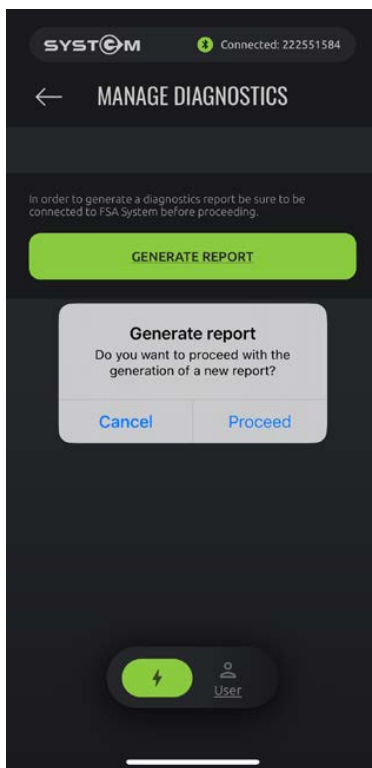 SYSTEM
Connected: 222551584
MANAGE DIAGNOSTICS
In order to generate a diagnostics report be sure to be
connected to FSA System before proceeding.
GENERATE REPORT
Generate report
Do you want to proceed with the
generation of a new report?
Cancel
Proceed
User